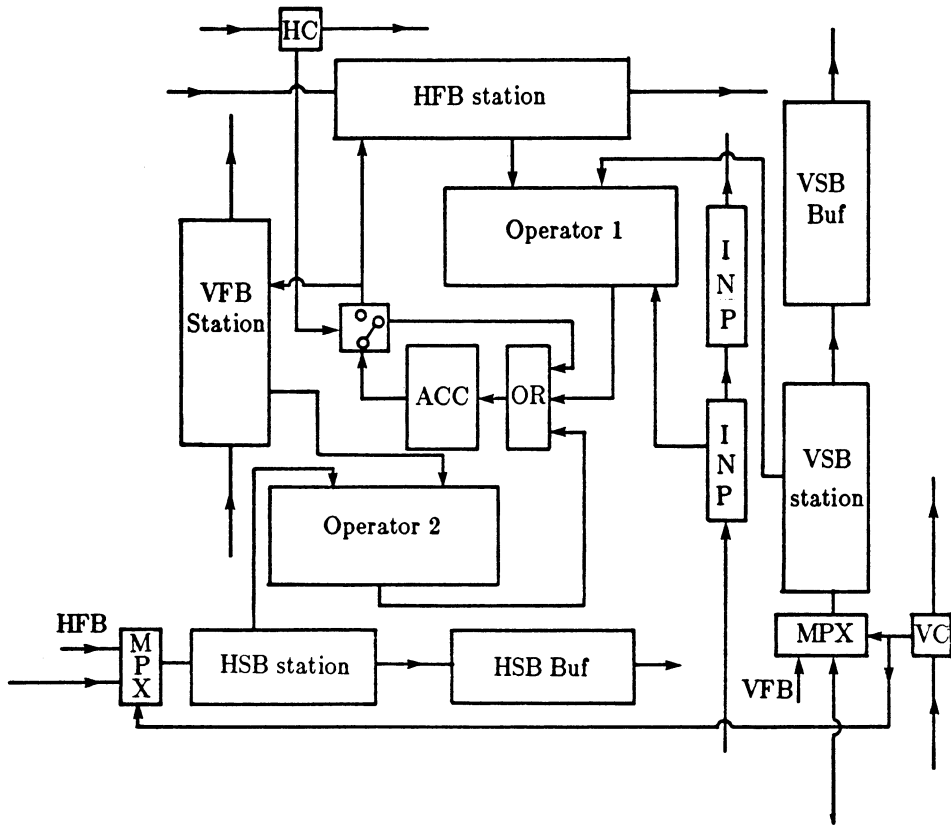 HC
HFB station
VSB
Buf
Operator 1
I
N
P
VFB
Station
ACC
OR
I
N
P
VSB
station
Operator 2
HFB
M
P
X
HSB station
HSB Buf
MPX
VC
VFB